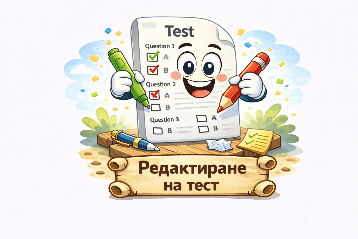 Test
Question 1
A
B
Question 2
A
B
Question 3
A
B
B
Редактиране
на тест